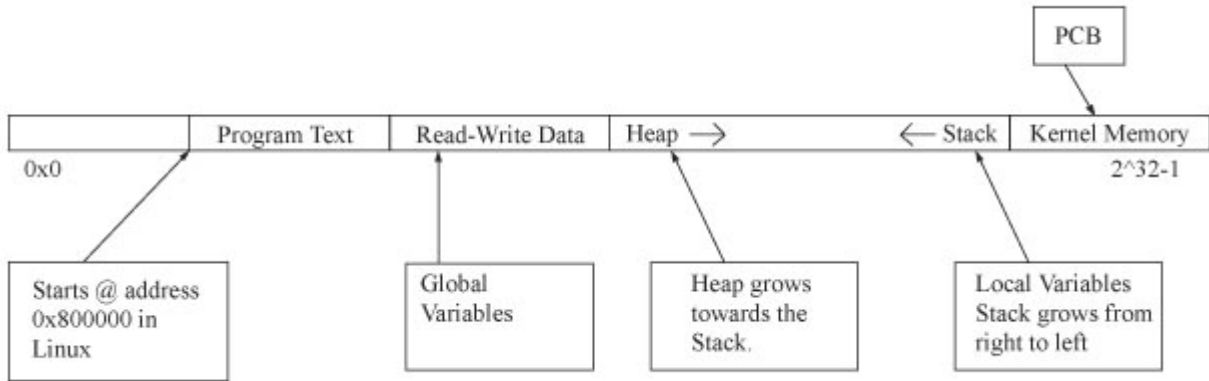 PCB
Program Text
Read-Write Data
Heap
Stack
Kernel Memory
0x0
2^32-1
Starts @ address
0x800000 in
Linux
Global
Variables
Heap grows
towards the
Stack.
Local Variables
Stack grows from
right to left